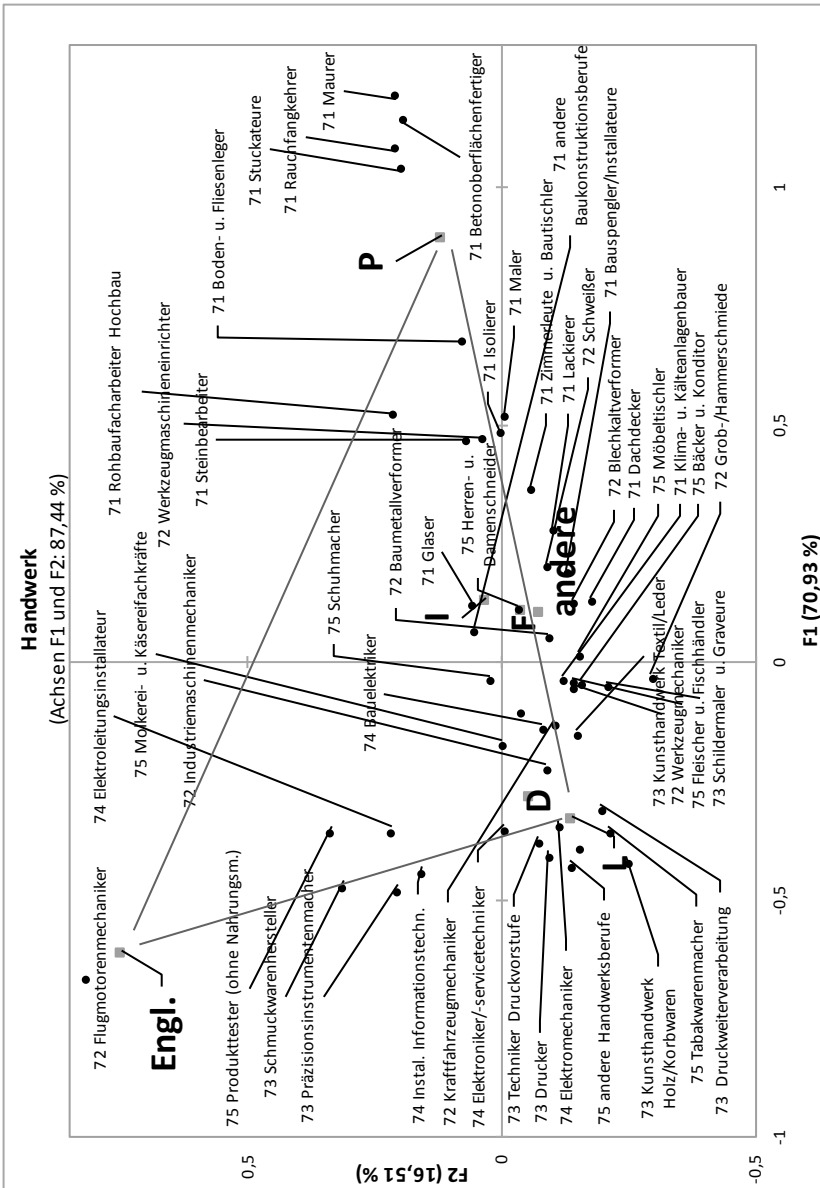 Handwerk
(Achsen F1 und F2: 87,44 %)
72 Flugmotorenmechaniker
Engl.
74 Elektroleitungsinstallateur
75 Molkerei- u. Käsereifachkräfte
72 Industriemaschinenmechaniker
71 Rohbaufacharbeiter Hochbau
72 Werkzeugmaschineneinrichter
71 Steinbearbeiter
71 Boden- u. Fliesenleger
71 Stuckateure
71 Rauchfangkehrer
71 Maurer
P
71 Betonoberflächenfertiger
75 Produkttester (ohne Nahrungsm.)
73 Schmuckwarenhersteller
73 Präzisionsinstrumentenmacher
74 Instal. Informationstechn.
72 Kraftfahrzeugmechaniker
74 Elektroniker/-servicetechniker
73 Techniker Druckvorstufe
73 Drucker
74 Elektromechaniker
75 andere Handwerksberufe
73 Kunsthandwerk
Holz/Korbwaren
75 Tabakwarenmacher
73 Druckweiterverarbeitung
75 Schuhmacher
74 Bauelektriker
72 Baumetallverformer
71 Glaser
75 Herren- u.
Damenschneider
I
F
andere
D
L
71 Isolierer
71 Maler
71 Zimmerleute u. Bautischler
71 andere
Baukonstruktionsberufe
71 Lackierer
72 Schweißer
71 Bauspengler/Installateure
72 Blechkaltverformer
71 Dachdecker
75 Möbeltischler
71 Klima- u. Kälteanlagenbauer
75 Bäcker u. Konditor
72 Grob-/Hammerschmiede
73 Kunsthandwerk Textil/Leder
72 Werkzeugmechaniker
75 Fleischer u. Fischhändler
73 Schildermaler u. Graveure
0,5
0
-0,5
F2 (16,51 %)
-1
-0,5
0
0,5
1
F1 (70,93 %)